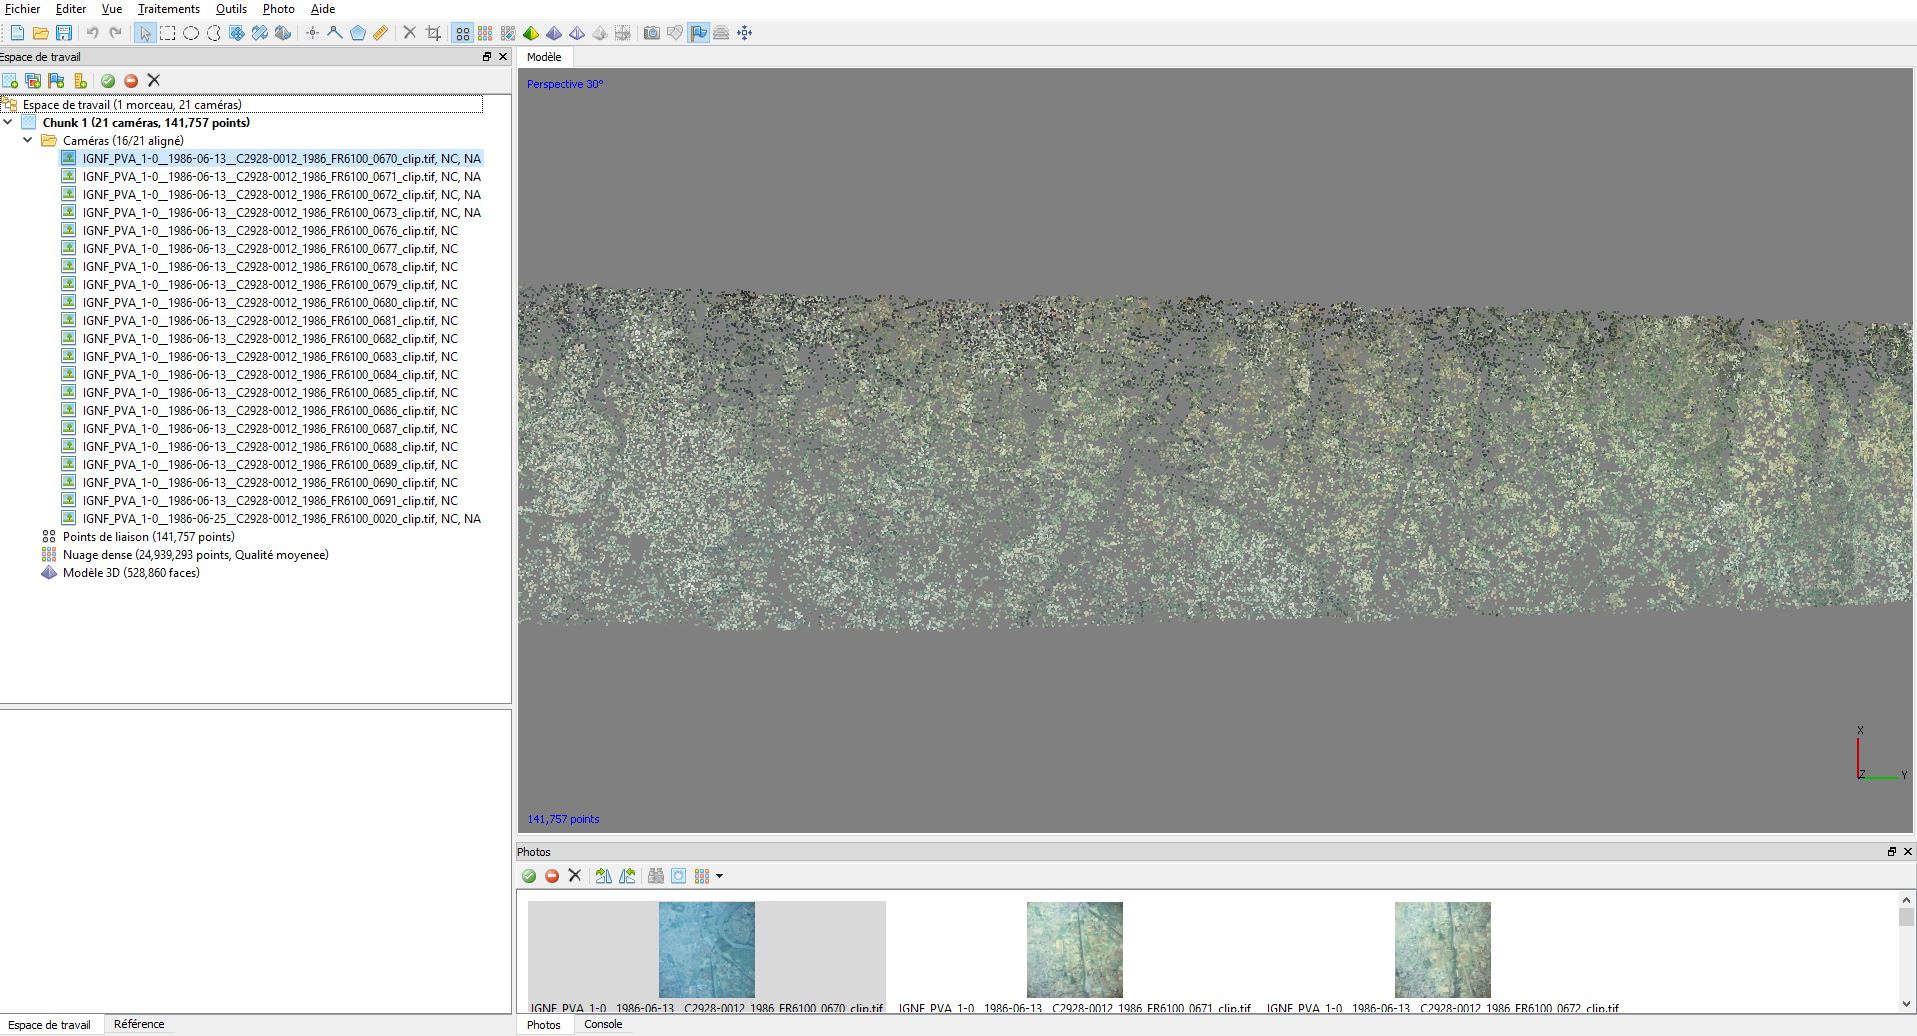 Fichier Editer Vue Traitements Outils Photo Aide
Espace de travail
Espace de travail (1 morceau, 21 caméras)
Chunk 1 (21 caméras, 141,757 points)
Caméras (16/21 aligné)
IGNF_PVA_1-0__1986-06-13__C2928-0012_1986_FR6100_0670_clip.tif, NC, NA
IGNF_PVA_1-0__1986-06-13__C2928-0012_1986_FR6100_0671_clip.tif, NC, NA
IGNF_PVA_1-0__1986-06-13__C2928-0012_1986_FR6100_0672_clip.tif, NC, NA
IGNF_PVA_1-0__1986-06-13__C2928-0012_1986_FR6100_0673_clip.tif, NC, NA
IGNF_PVA_1-0__1986-06-13__C2928-0012_1986_FR6100_0676_clip.tif, NC
IGNF_PVA_1-0__1986-06-13__C2928-0012_1986_FR6100_0677_clip.tif, NC
IGNF_PVA_1-0__1986-06-13__C2928-0012_1986_FR6100_0678_clip.tif, NC
IGNF_PVA_1-0__1986-06-13__C2928-0012_1986_FR6100_0679_clip.tif, NC
IGNF_PVA_1-0__1986-06-13__C2928-0012_1986_FR6100_0680_clip.tif, NC
IGNF_PVA_1-0__1986-06-13__C2928-0012_1986_FR6100_0681_clip.tif, NC
IGNF_PVA_1-0__1986-06-13__C2928-0012_1986_FR6100_0682_clip.tif, NC
IGNF_PVA_1-0__1986-06-13__C2928-0012_1986_FR6100_0683_clip.tif, NC
IGNF_PVA_1-0__1986-06-13__C2928-0012_1986_FR6100_0684_clip.tif, NC
IGNF_PVA_1-0__1986-06-13__C2928-0012_1986_FR6100_0685_clip.tif, NC
IGNF_PVA_1-0__1986-06-13__C2928-0012_1986_FR6100_0686_clip.tif, NC
IGNF_PVA_1-0__1986-06-13__C2928-0012_1986_FR6100_0687_clip.tif, NC
IGNF_PVA_1-0__1986-06-13__C2928-0012_1986_FR6100_0688_clip.tif, NC
IGNF_PVA_1-0__1986-06-13__C2928-0012_1986_FR6100_0689_clip.tif, NC
IGNF_PVA_1-0__1986-06-13__C2928-0012_1986_FR6100_0690_clip.tif, NC
IGNF_PVA_1-0__1986-06-13__C2928-0012_1986_FR6100_0691_clip.tif, NC
IGNF_PVA_1-0__1986-06-25__C2928-0012_1986_FR6100_0020_clip.tif, NC, NA
Points de liaison (141,757 points)
Nuage dense (24,939,293 points, Qualité moyenee)
Modèle 3D (528,860 faces)
Espace de travail Référence
Modèle
Perspective 30°
X
Z Y
141,757 points
Photos
IGNF_PVA_1-0__1986-06-13__C2928-0012_1986_FR6100_0670_clip.tif
IGNF_PVA_1-0__1986-06-13__C2928-0012_1986_FR6100_0671_clip.tif
IGNF_PVA_1-0__1986-06-13__C2928-0012_1986_FR6100_0672_clip.tif
Photos Console